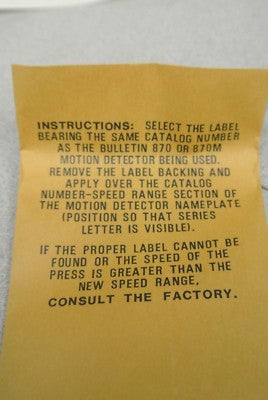 INSTRUCTIONS: SELECT THE LABEL
BEARING THE SAME CATALOG NUMBER
AS THE BULLETIN 870 OR 870M
MOTION DETECTOR BEING USED.
REMOVE THE LABEL BACKING AND
APPLY OVER THE CATALOG
NUMBER-SPEED RANGE SECTION OF
THE MOTION DETECTOR NAMEPLATE
(POSITION SO THAT SERIES
LETTER IS VISIBLE).
IF THE PROPER LABEL CANNOT BE
FOUND OR THE SPEED OF THE
PRESS IS GREATER THAN THE
NEW SPEED RANGE,
CONSULT THE FACTORY.